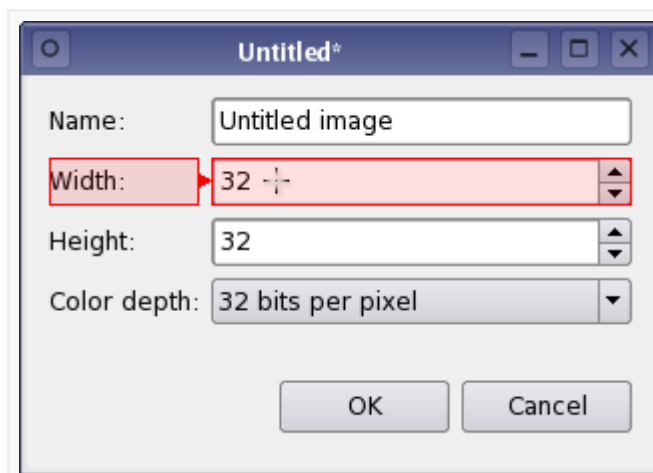 Untitled*
Name: Untitled image
Width: 32
Height: 32
Color depth: 32 bits per pixel
OK Cancel